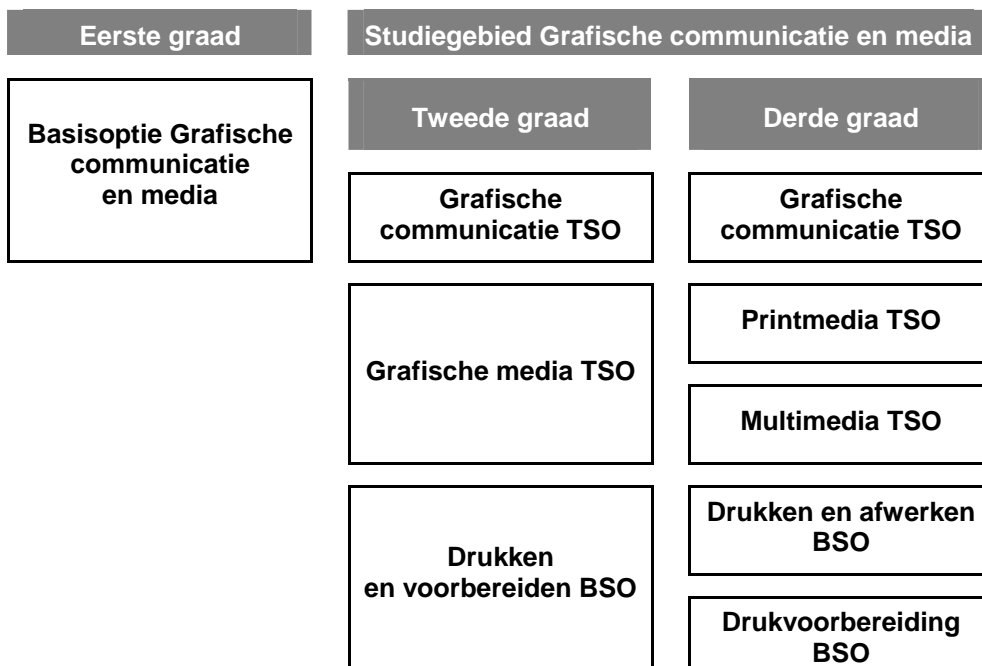 Eerste graad
Studiegebied Grafische communicatie en media
Basisoptie Grafische
communicatie
en media
Tweede graad
Derde graad
Grafische
communicatie TSO
Grafische
communicatie TSO
Grafische media TSO
Printmedia TSO
Multimedia TSO
Drukken
en voorbereiden BSO
Drukken en afwerken
BSO
Drukvoorbereiding
BSO